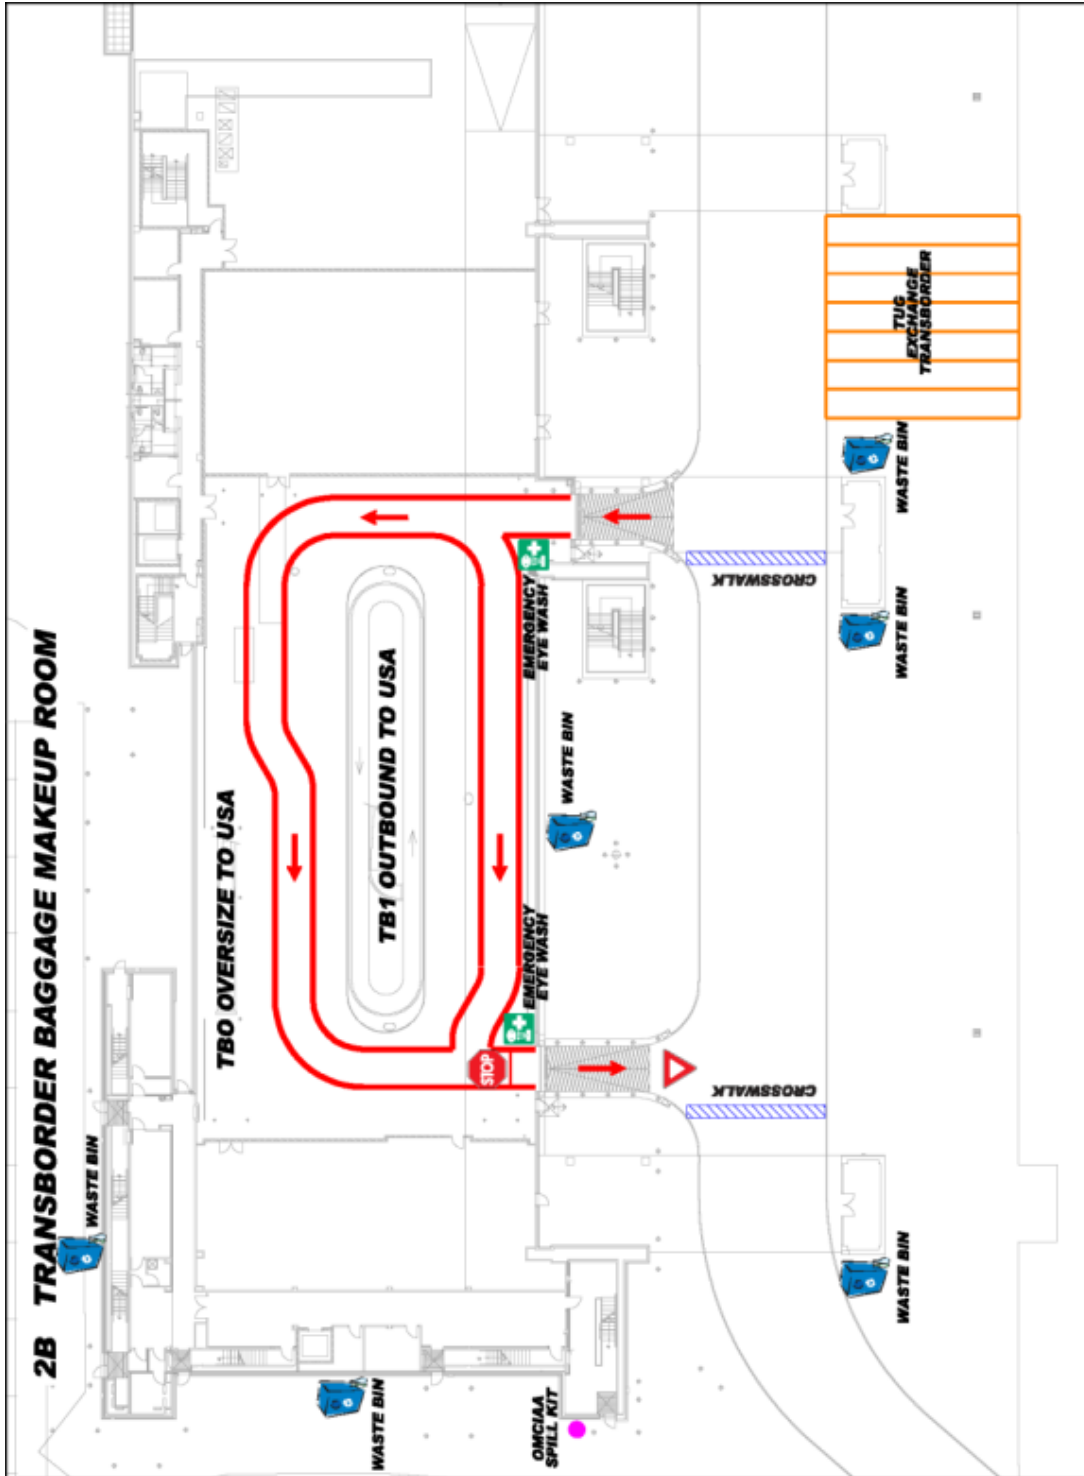 2B TRANSBORDER BAGGAGE MAKEUP ROOM
TUG
EXCHANGE
TRANSBORDER
WASTE BIN
CROSSWALK
WASTE BIN
EMERGENCY
EYE WASH
WASTE BIN
TB1 OUTBOUND TO USA
TBO OVERSIZE TO USA
EMERGENCY
EYE WASH
STOP
CROSSWALK
WASTE BIN
WASTE BIN
WASTE BIN
OMCIAA
SPILL KIT